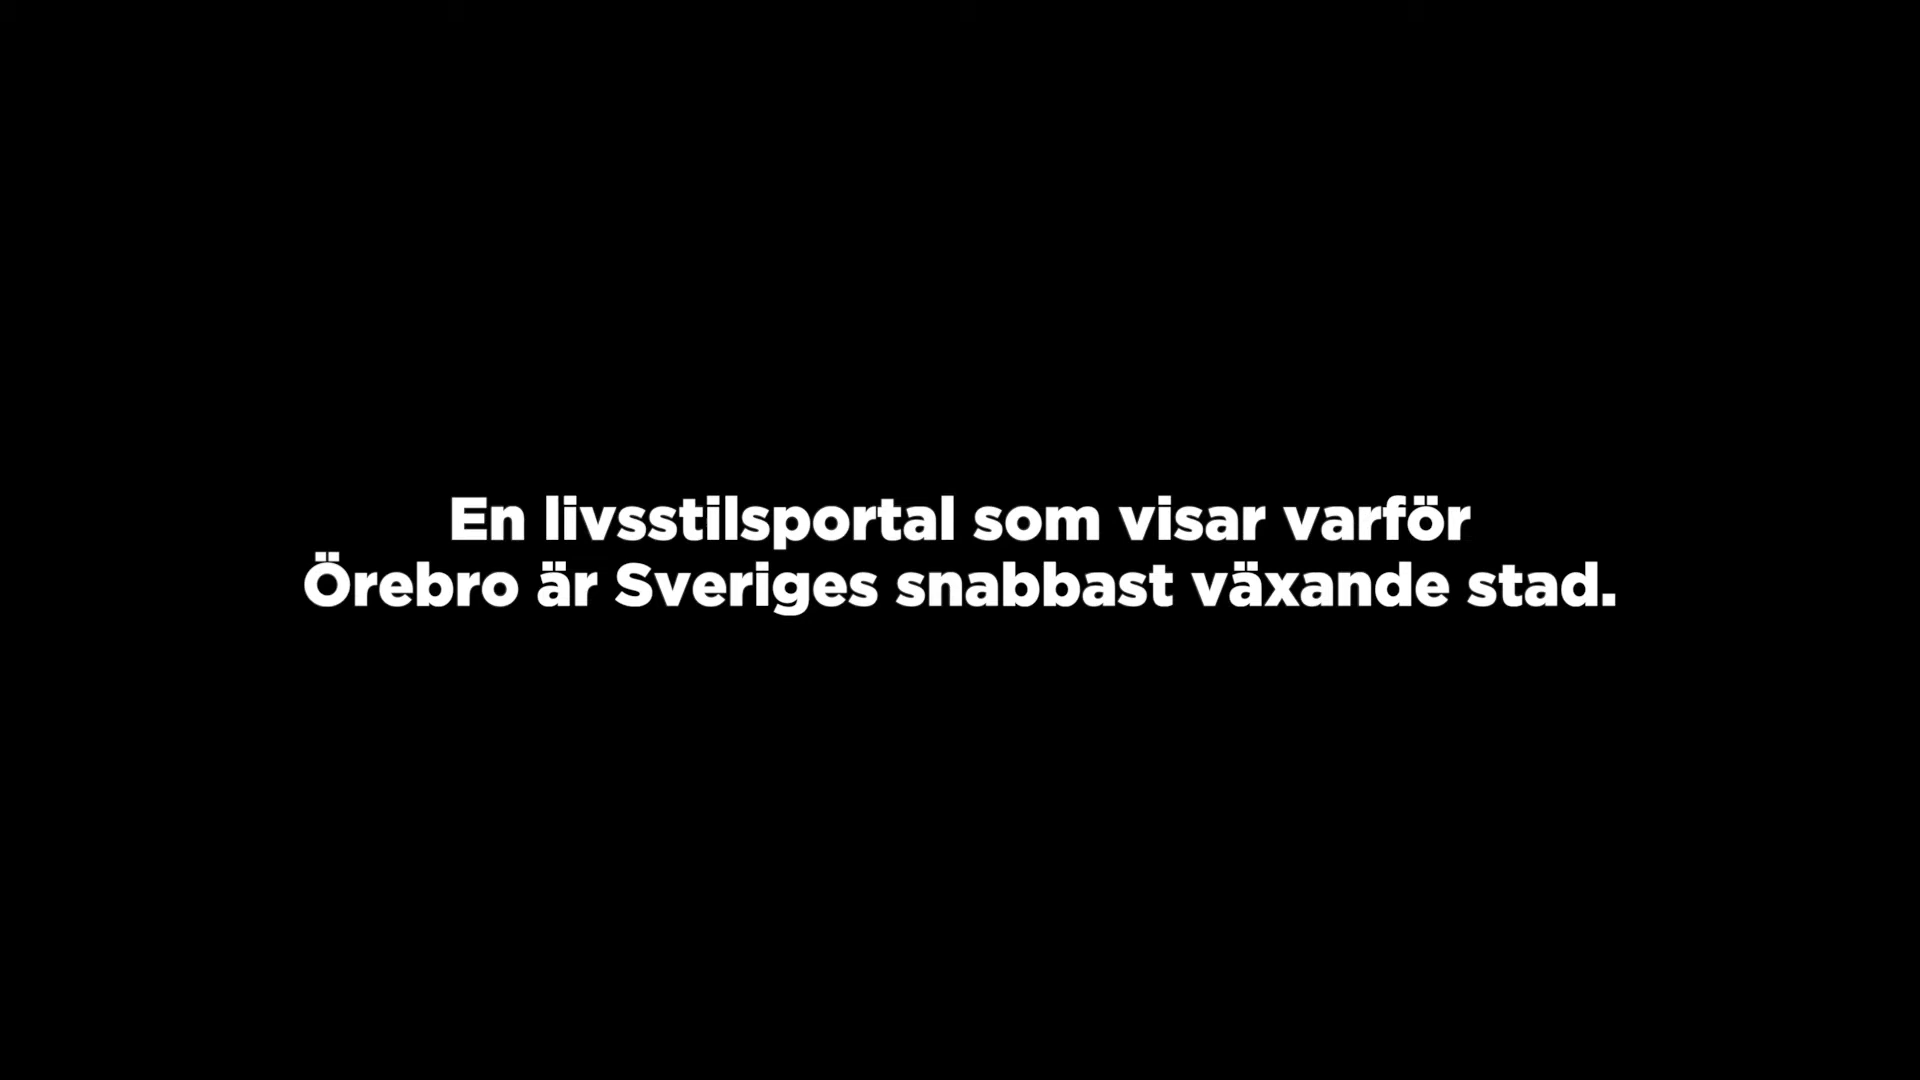 En livsstilsportal som visar varför
Örebro är Sveriges snabbast växande stad.